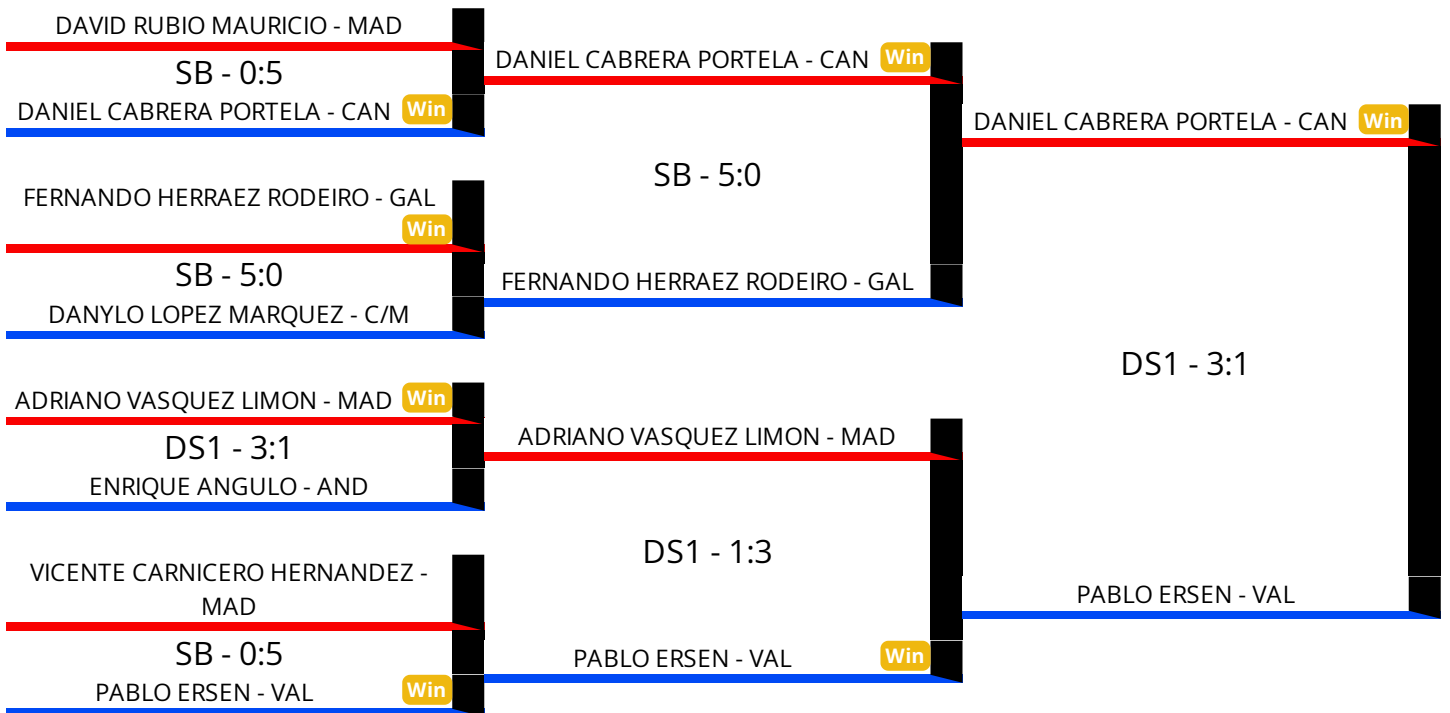 DAVID RUBIO MAURICIO - MAD
SB - 0:5
DANIEL CABRERA PORTELA - CAN Win
FERNANDO HERRAEZ RODEIRO - GAL
Win
SB - 5:0
DANYLO LOPEZ MARQUEZ - C/M
ADRIANO VASQUEZ LIMON - MAD Win
DS1 - 3:1
ENRIQUE ANGULO - AND
VICENTE CARNICERO HERNANDEZ -
MAD
SB - 0:5
PABLO ERSEN - VAL Win
DANIEL CABRERA PORTELA - CAN Win
SB - 5:0
FERNANDO HERRAEZ RODEIRO - GAL
ADRIANO VASQUEZ LIMON - MAD
DS1 - 1:3
PABLO ERSEN - VAL Win
DANIEL CABRERA PORTELA - CAN Win
DS1 - 3:1
PABLO ERSEN - VAL